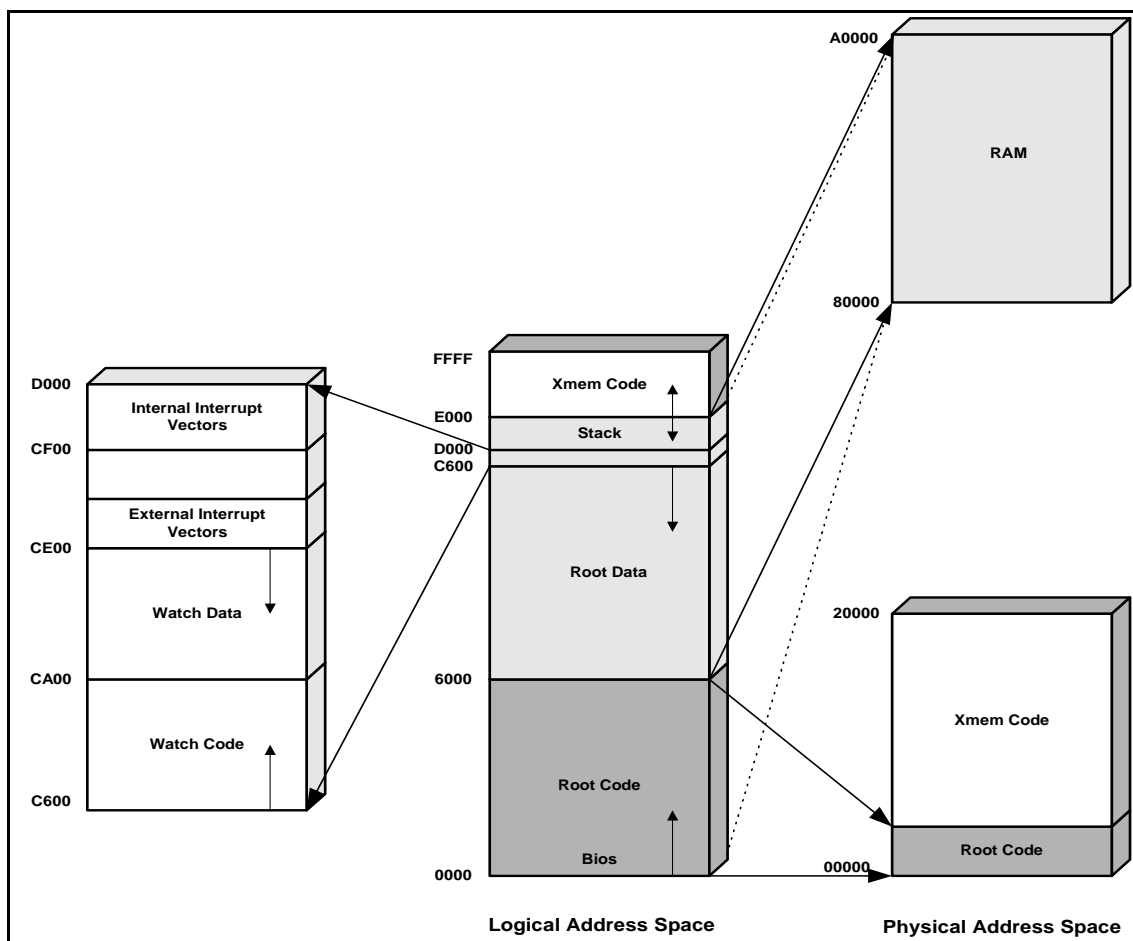 D000
Internal Interrupt
Vectors
CF00
External Interrupt
Vectors
CE00
Watch Data
CA00
Watch Code
C600
FFFF
Xmem Code
E000
Stack
D000
C600
Root Data
6000
Root Code
Bios
0000
Logical Address Space
A0000
RAM
80000
20000
Xmem Code
Root Code
00000
Physical Address Space